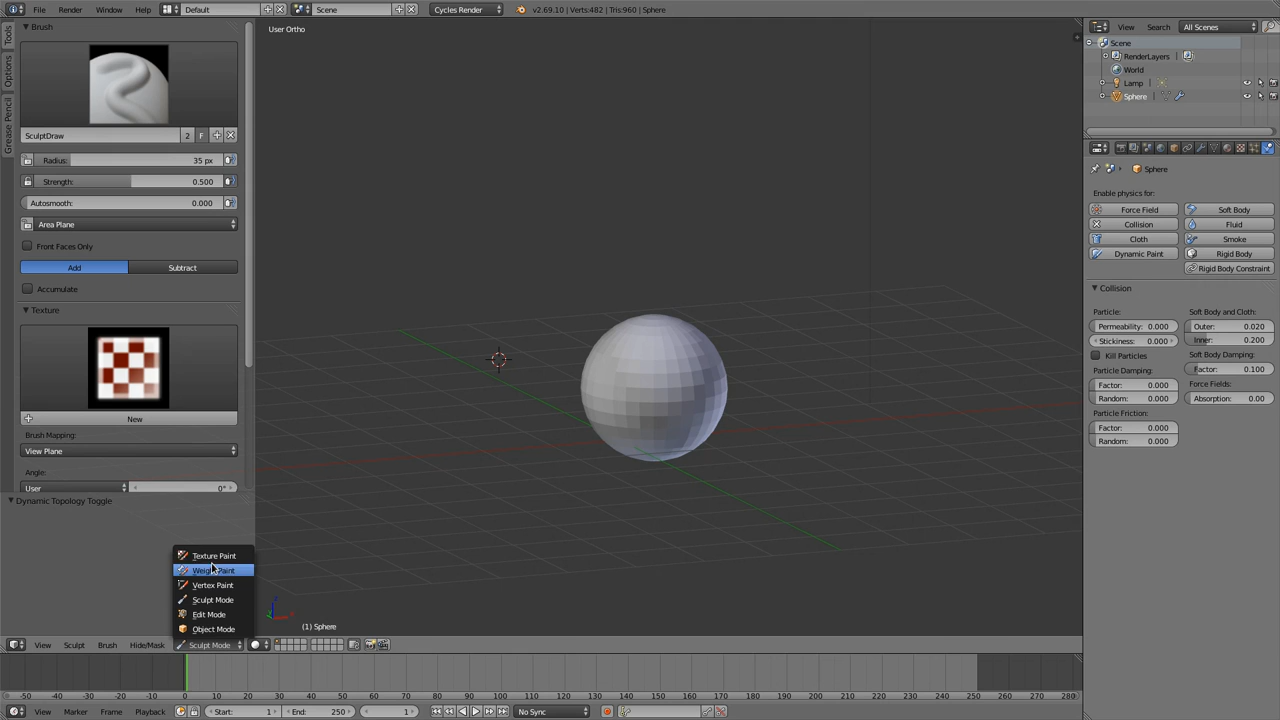 File Render Window Help Default Scene Cycles Render v2.69.10 | Verts:482 | Tris:960 | Sphere
Tools
Options
Grease Pencil
Brush
SculptDraw 2 F
Radius: 35 px
Strength: 0.500
Autosmooth: 0.000
Area Plane
Front Faces Only
Add Subtract
Accumulate
Texture
New
Brush Mapping:
View Plane
Angle:
User 0°
Dynamic Topology Toggle
Texture Paint
Weight Paint
Vertex Paint
Sculpt Mode
Edit Mode
Object Mode
User Ortho
(1) Sphere
View Sculpt Brush Hide/Mask Sculpt Mode
-50 -40 -30 -20 -10 0 10 20 30 40 50 60 70 80 90 100 110 120 130 140 150 160 170 180 190 200 210 220 230 240 250 260 270 280
View Marker Frame Playback Start: 1 End: 250 1 No Sync
View Search All Scenes
Scene
RenderLayers |
World
Lamp |
Sphere |
Sphere
Enable physics for:
Force Field Soft Body
Collision Fluid
Cloth Smoke
Dynamic Paint Rigid Body
Rigid Body Constraint
Collision
Particle: Soft Body and Cloth:
Permeability: 0.000 Outer: 0.020
Stickiness: 0.000 Inner: 0.200
Kill Particles Soft Body Damping:
Particle Damping: Factor: 0.100
Factor: 0.000 Force Fields:
Random: 0.000 Absorption: 0.00
Particle Friction:
Factor: 0.000
Random: 0.000